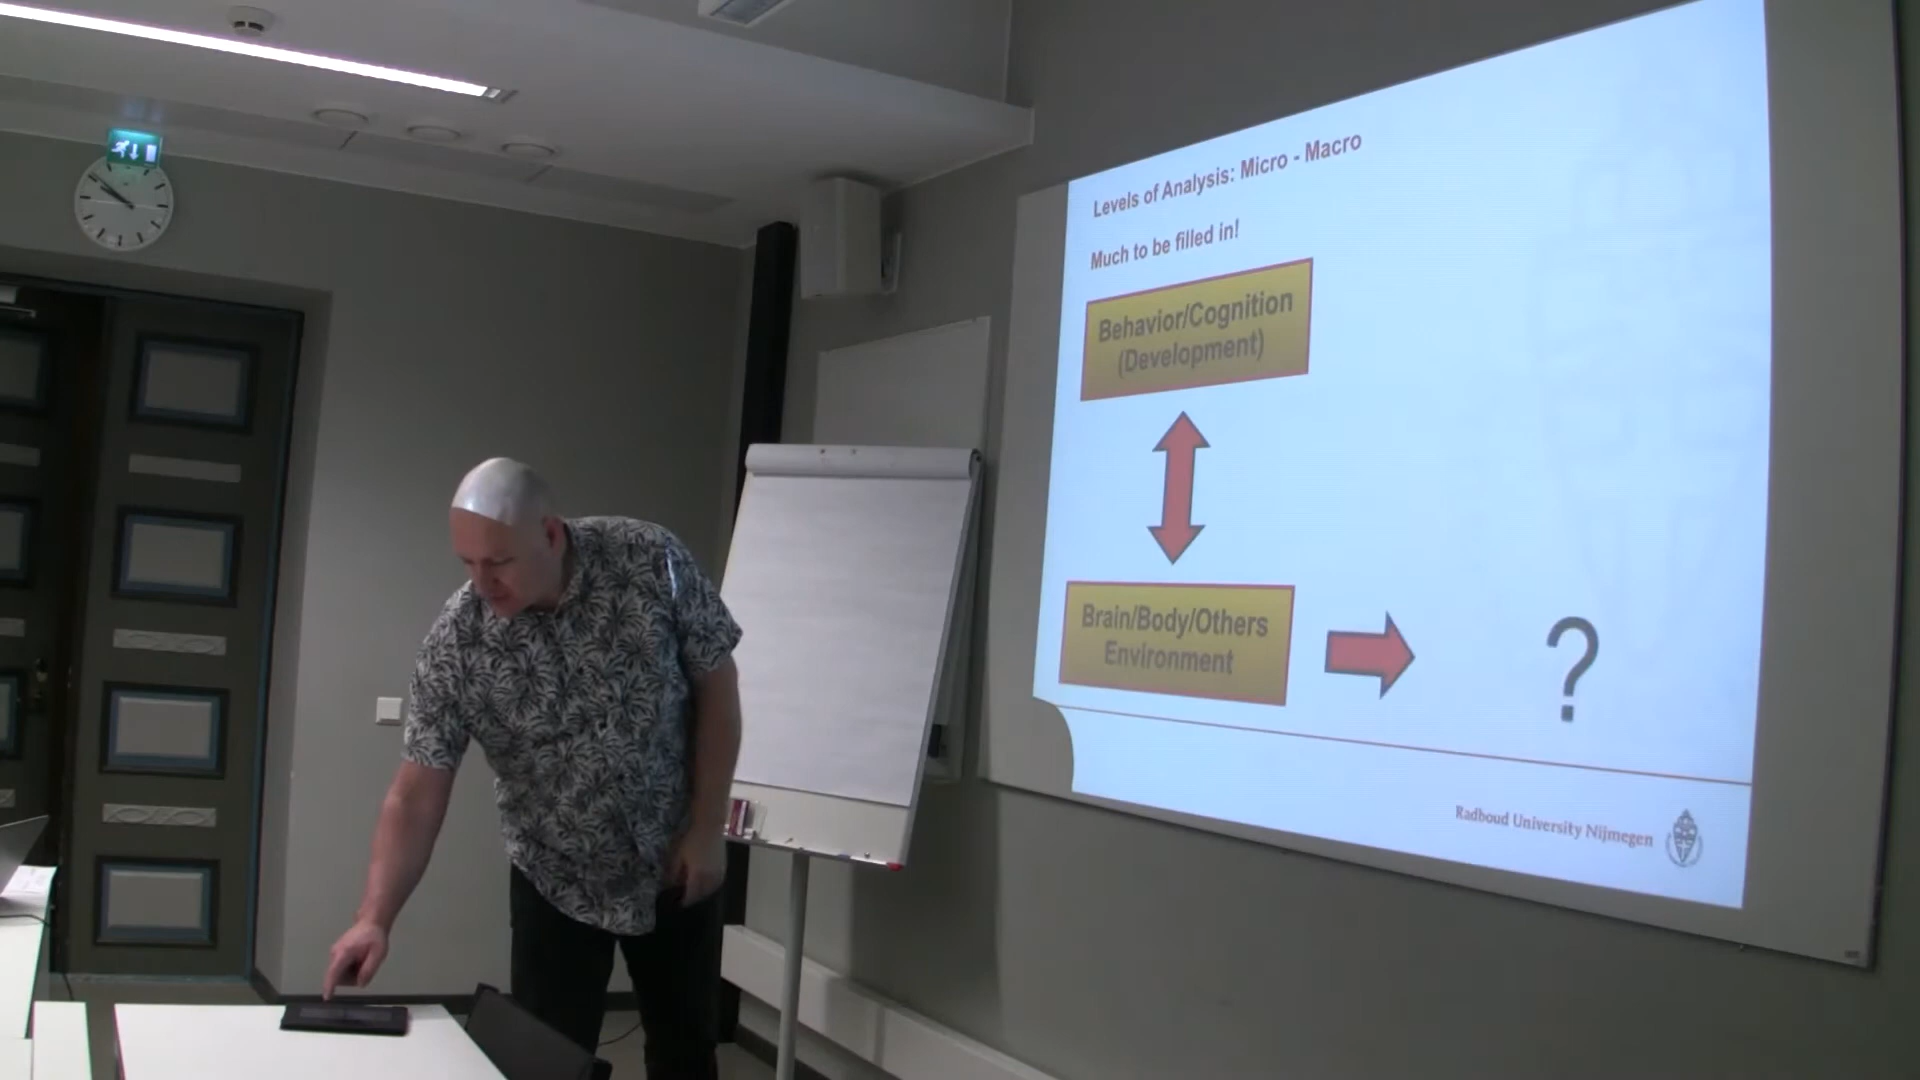 Levels of Analysis: Micro - Macro
Much to be filled in!
Behavior/Cognition
(Development)
Brain/Body/Others
Environment
?
Radboud University Nijmegen